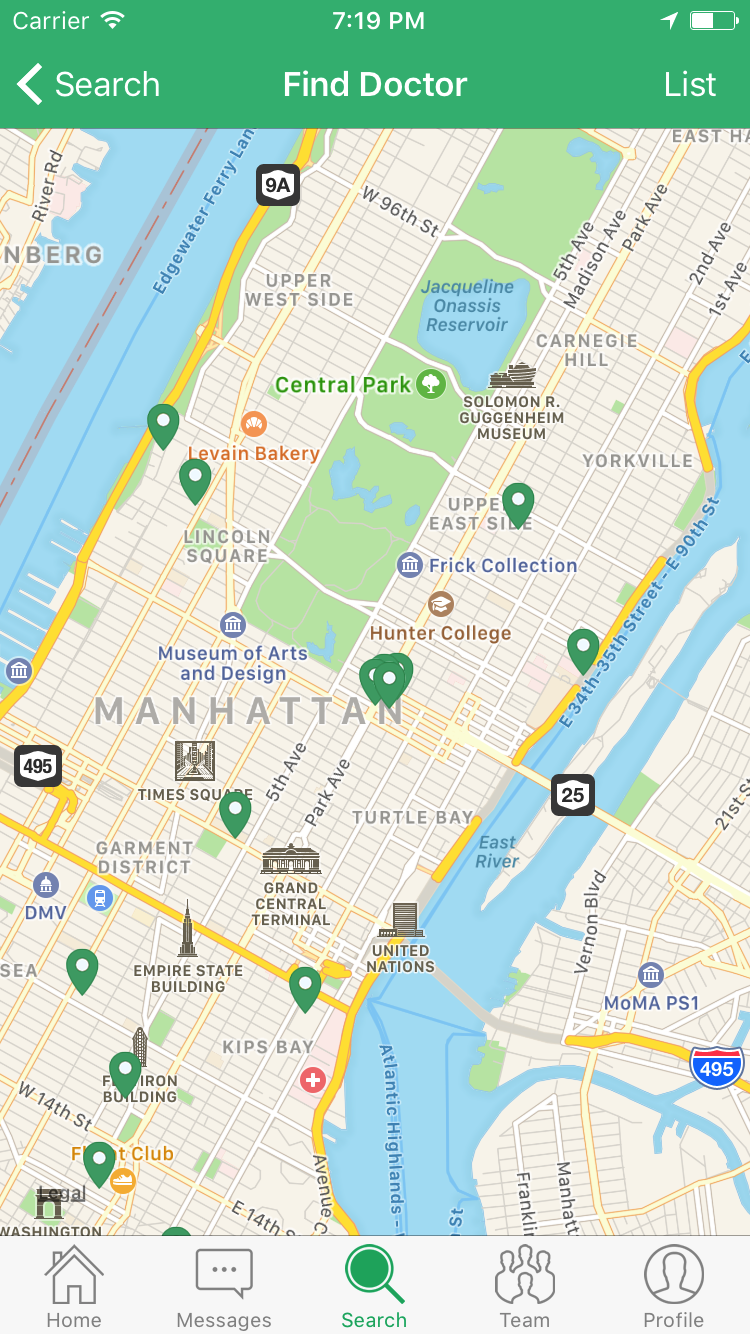 Carrier
7:19 PM
Search
Find Doctor
List
EAST HA
River Rd
Edgewater Ferry Lan
9A
W 96th St
5th Ave
Madison Ave
Park Ave
2nd Ave
1st Ave
NBERG
UPPER
WEST SIDE
Jacqueline
Onassis
Reservoir
CARNEGIE
HILL
Central Park
SOLOMON R.
GUGGENHEIM
MUSEUM
Levain Bakery
YORKVILLE
UPPE
EAST SIDE
LINCOLN
SQUARE
Frick Collection
E 34th-35th Street - E 90th St
Hunter College
Museum of Arts
and Design
MANHATTAN
495
5th Ave
Park Ave
25
TIMES SQUARE
TURTLE BAY
21st S
GARMENT
DISTRICT
East
River
GRAND
CENTRAL
TERMINAL
DMV
Vernon Blvd
UNITED
NATIONS
SEA
EMPIRE STATE
BUILDING
MoMA PS1
KIPS BAY
495
FL IRON
BUILDING
W 14th St
Atlantic Highlands -
F t Club
Avenue C
Legal
WASHINGTON
E 14th S
St
Franklin
Manhatt
Home
Messages
Search
Team
Profile